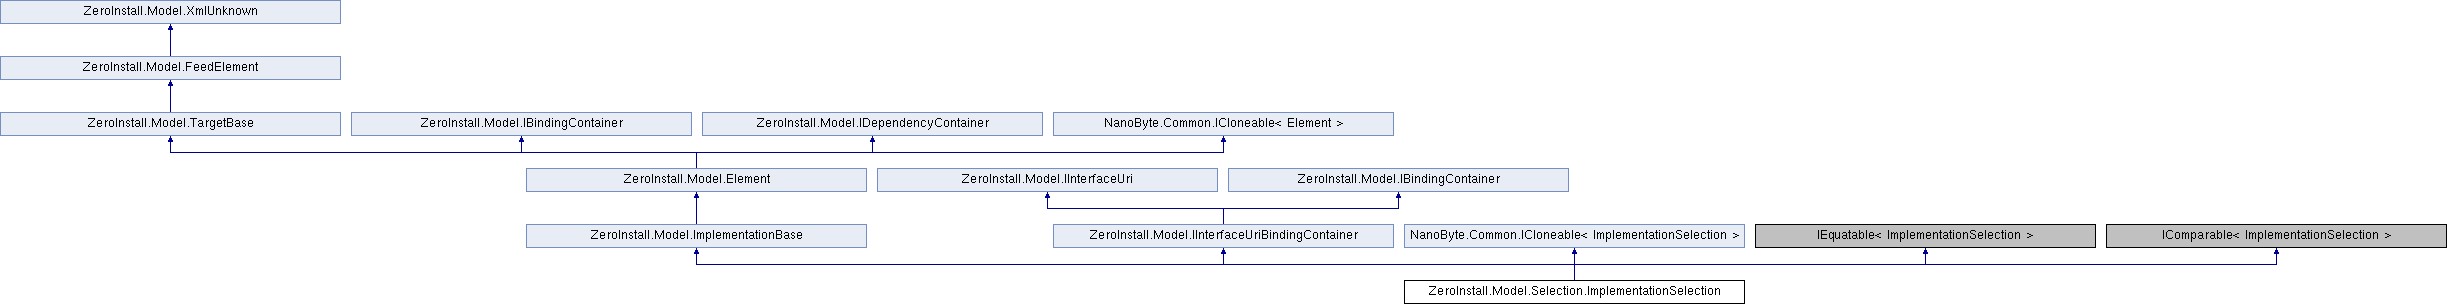 ZeroInstall.Model.XmlUnknown
ZeroInstall.Model.FeedElement
ZeroInstall.Model.TargetBase
ZeroInstall.Model.IBindingContainer
ZeroInstall.Model.IDependencyContainer
NanoByte.Common.ICloneable< Element >
ZeroInstall.Model.Element
ZeroInstall.Model.IInterfaceUri
ZeroInstall.Model.IBindingContainer
ZeroInstall.Model.ImplementationBase
ZeroInstall.Model.IInterfaceUriBindingContainer
NanoByte.Common.ICloneable< ImplementationSelection >
IEquatable< ImplementationSelection >
IComparable< ImplementationSelection >
ZeroInstall.Model.Selection.ImplementationSelection